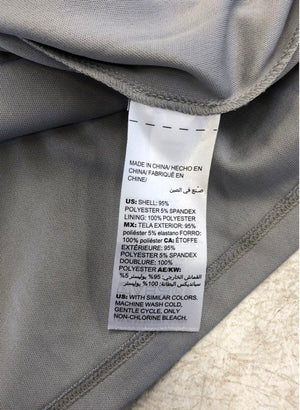 MADE IN CHINA/ HECHO EN
CHINA/ FABRIQUÉ EN
CHINE/
صنع في الصين
US: SHELL: 95%
POLYESTER 5% SPANDEX
LINING: 100% POLYESTER
MX: TELA EXTERIOR: 95%
poliéster 5% elastano FORRO:
100% poliéster CA: ÉTOFFE
EXTÉRIEURE: 95%
POLYESTER 5% SPANDEX
DOUBLURE: 100%
POLYESTER AE/KW:
القماش الخارجي: 95% بوليستر 5%
سبانديكس البطانة: 100% بوليستر
US: WITH SIMILAR COLORS.
MACHINE WASH COLD,
GENTLE CYCLE, ONLY
NON-CHLORINE BLEACH.